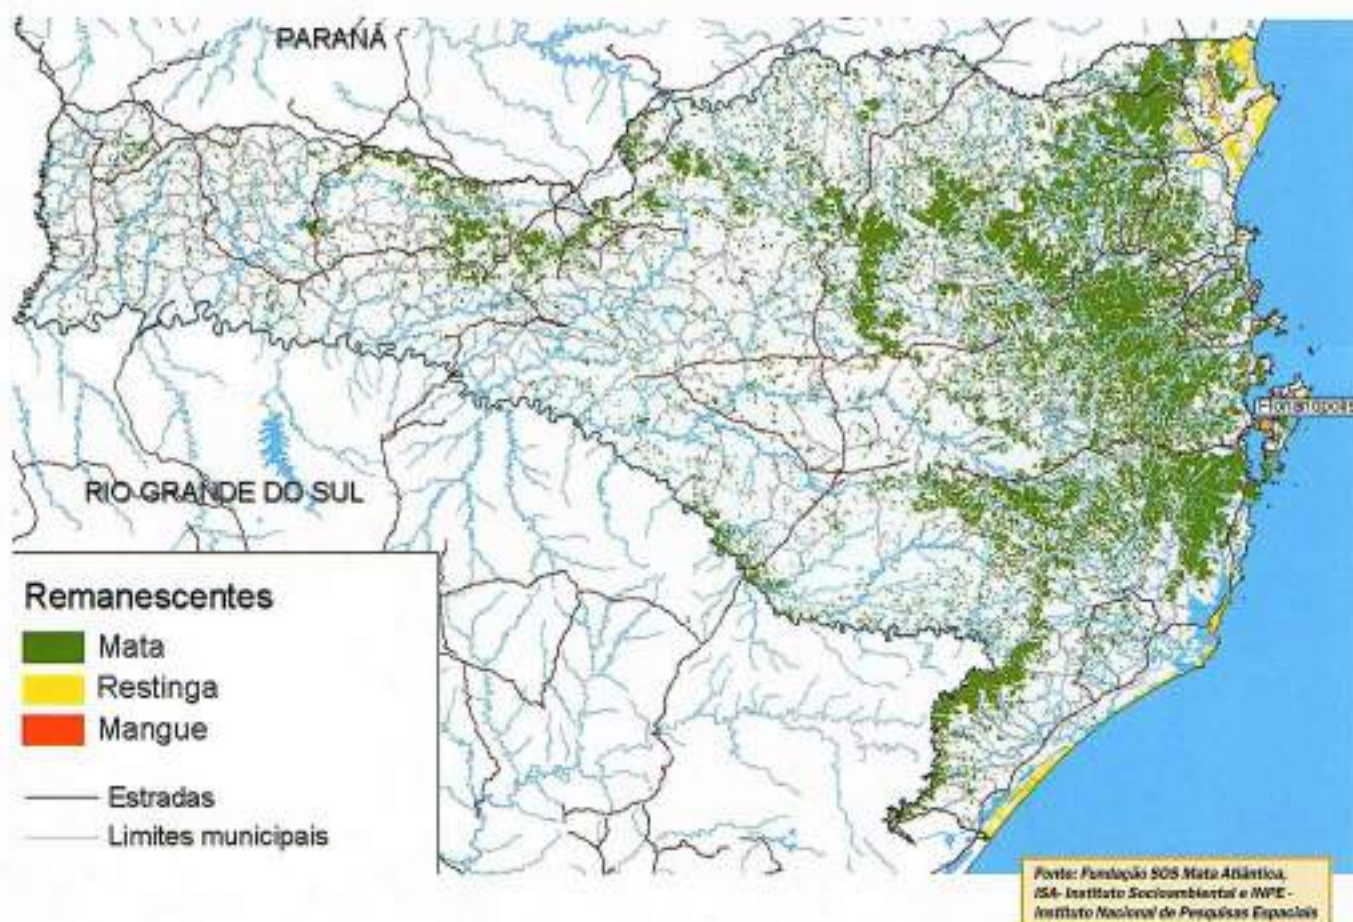 PARANÁ
Florianópolis
RIO GRANDE DO SUL
Remanescentes
Mata
Restinga
Mangue
Estradas
Limites municipais
Fonte: Fundação SOS Mata Atlântica,
ISA- Instituto Socioambiental e INPE -
Instituto Nacional de Pesquisas Espaciais